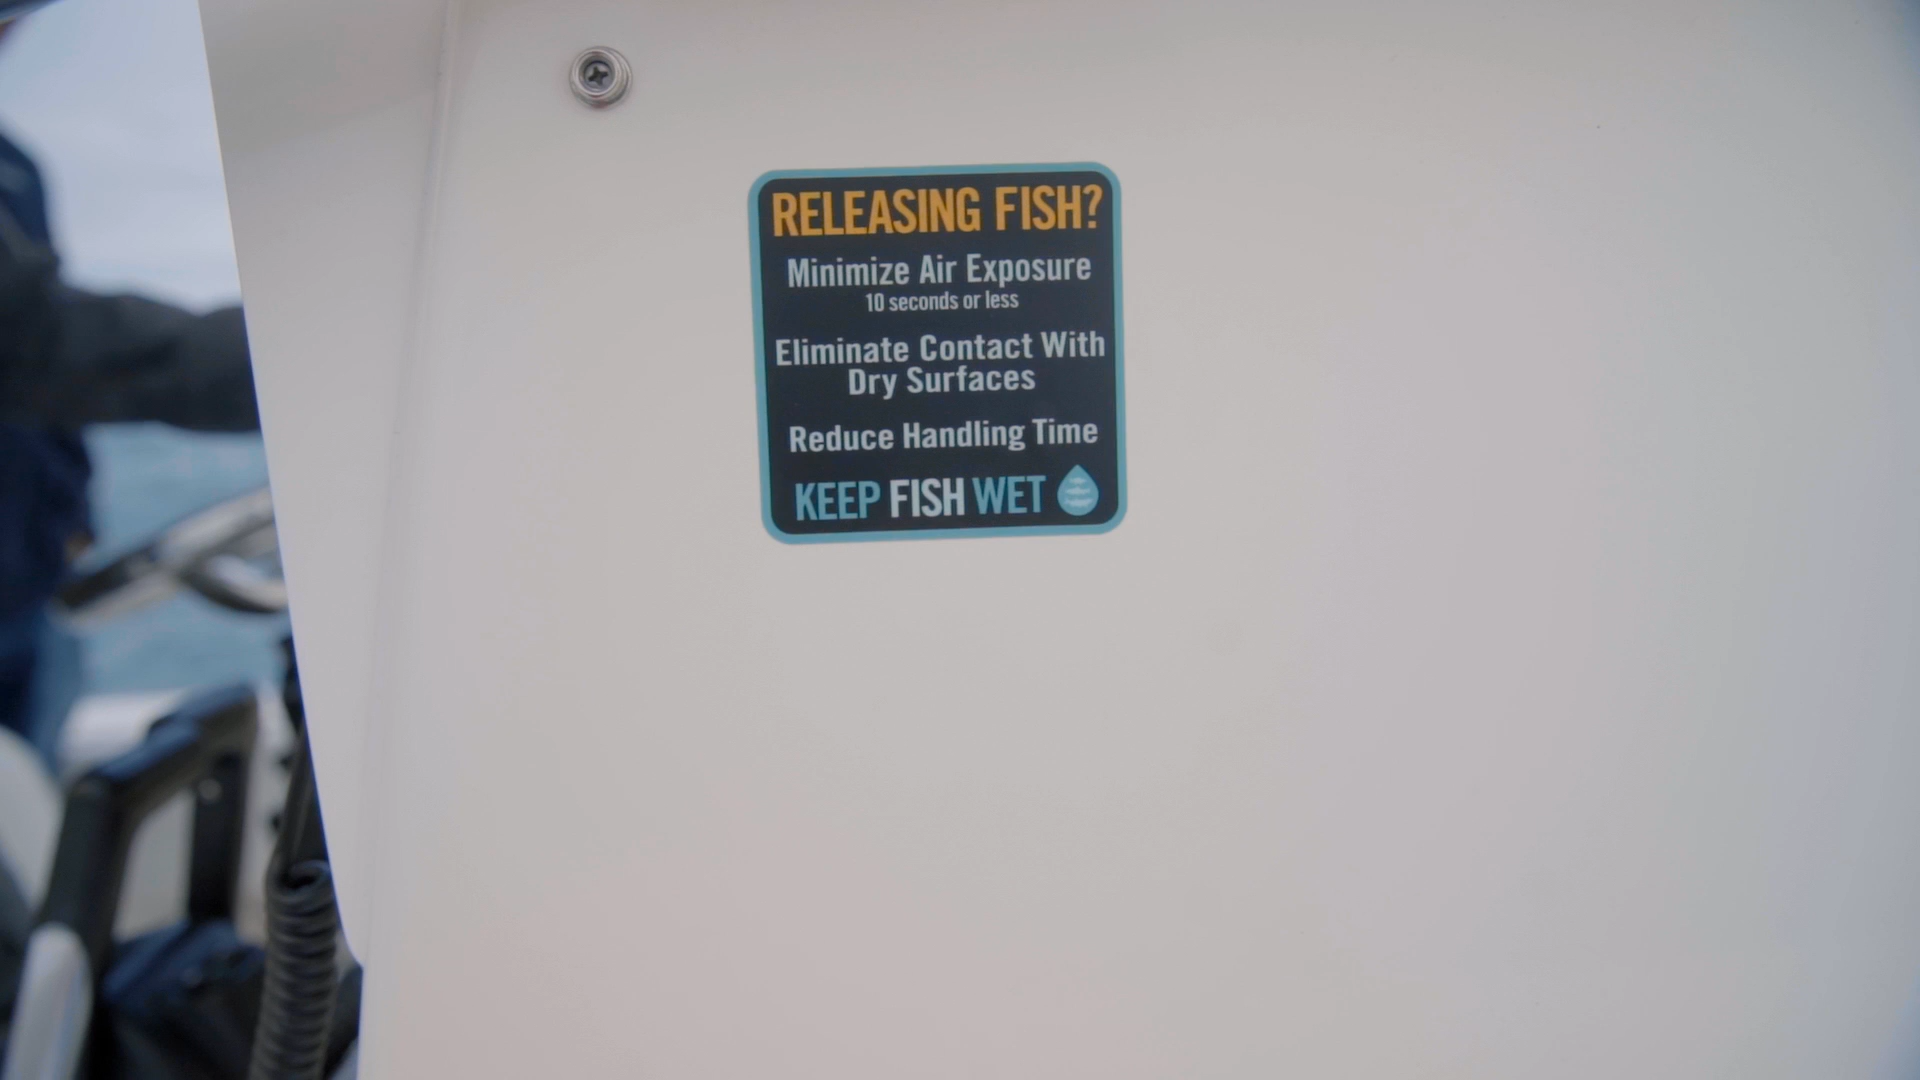 RELEASING FISH?
Minimize Air Exposure
10 seconds or less
Eliminate Contact With
Dry Surfaces
Reduce Handling Time
KEEP FISH WET